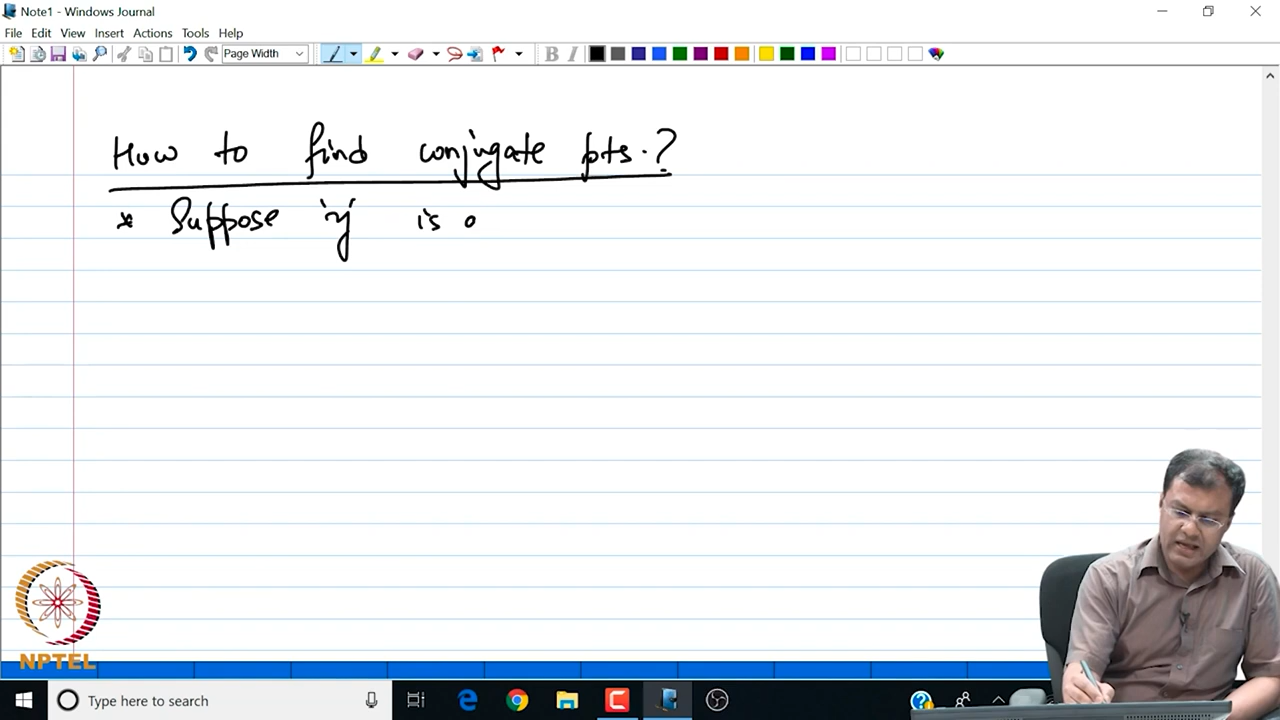 Note1 - Windows Journal
File Edit View Insert Actions Tools Help
Page Width
B I
How to find conjugate pts.?
* Suppose 'y' is
NPTEL
Type here to search